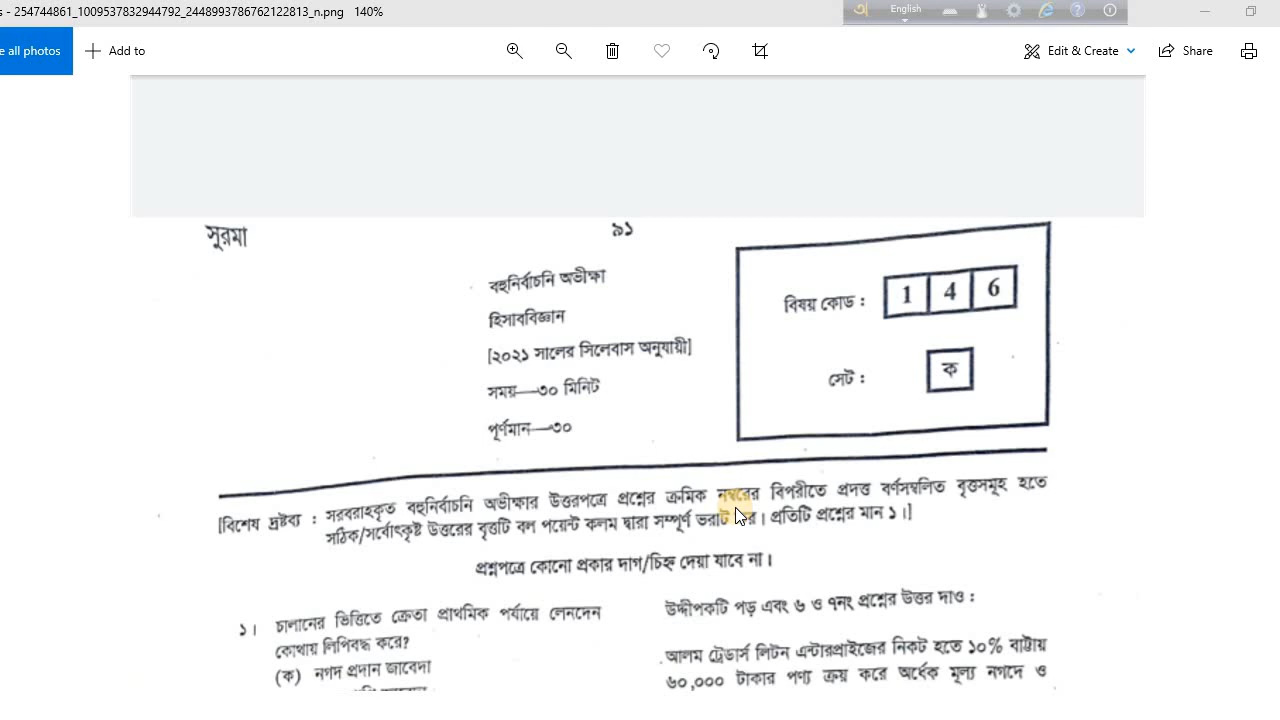 s - 254744861_1009537832944792_2448993786762122813_n.png 140%
English
e all photos
Add to
Edit & Create
Share
সুরমা
৯১
বহুনির্বাচনি অভীক্ষা
হিসাববিজ্ঞান
[২০২১ সালের সিলেবাস অনুযায়ী]
সময়—৩০ মিনিট
পূর্ণমান—৩০
বিষয় কোড : 1 4 6
সেট : ক
[বিশেষ দ্রষ্টব্য : সরবরাহকৃত বহুনির্বাচনি অভীক্ষার উত্তরপত্রে প্রশ্নের ক্রমিক নম্বরের বিপরীতে প্রদত্ত বর্ণসম্বলিত বৃত্তসমূহ হতে
সঠিক/সর্বোৎকৃষ্ট উত্তরের বৃত্তটি বল পয়েন্ট কলম দ্বারা সম্পূর্ণ ভরাট কর। প্রতিটি প্রশ্নের মান ১।]
প্রশ্নপত্রে কোনো প্রকার দাগ/চিহ্ন দেয়া যাবে না।
১। চালানের ভিত্তিতে ক্রেতা প্রাথমিক পর্যায়ে লেনদেন
কোথায় লিপিবদ্ধ করে?
(ক) নগদ প্রদান জাবেদা
উদ্দীপকটি পড় এবং ৬ ও ৭নং প্রশ্নের উত্তর দাও :
আলম ট্রেডার্স লিটন এন্টারপ্রাইজের নিকট হতে ১০% বাট্টায়
৬০,০০০ টাকার পণ্য ক্রয় করে অর্ধেক মূল্য নগদে ও